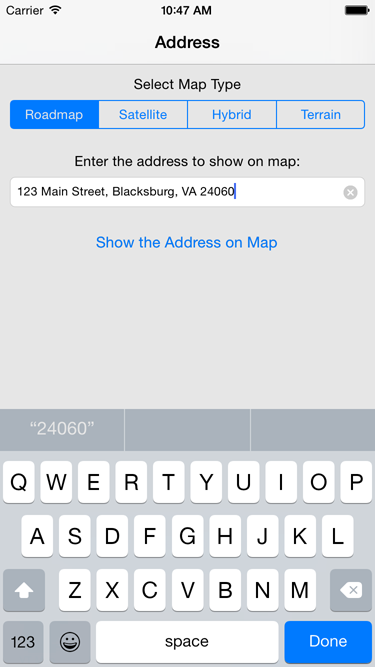 Carrier 10:47 AM
Address
Select Map Type
Roadmap Satellite Hybrid Terrain
Enter the address to show on map:
123 Main Street, Blacksburg, VA 24060
Show the Address on Map
“24060”
Q W E R T Y U I O P
A S D F G H J K L
Z X C V B N M
123 space Done